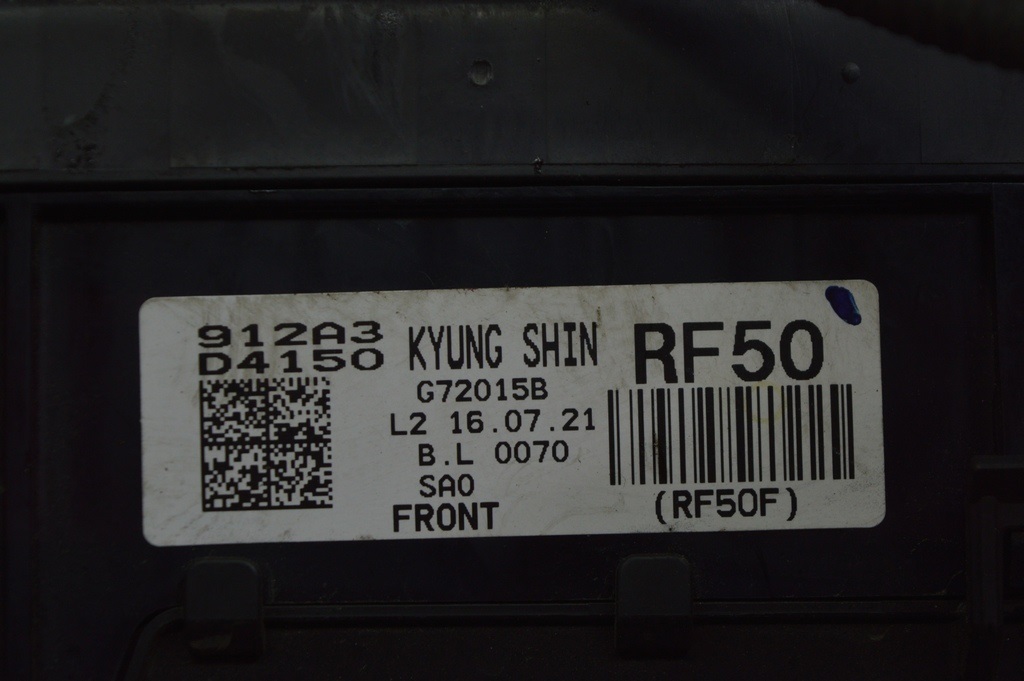 912A3
D4150
KYUNG SHIN
G72015B
L2 16.07.21
B.L 0070
SA0
FRONT
RF50
(RF50F)